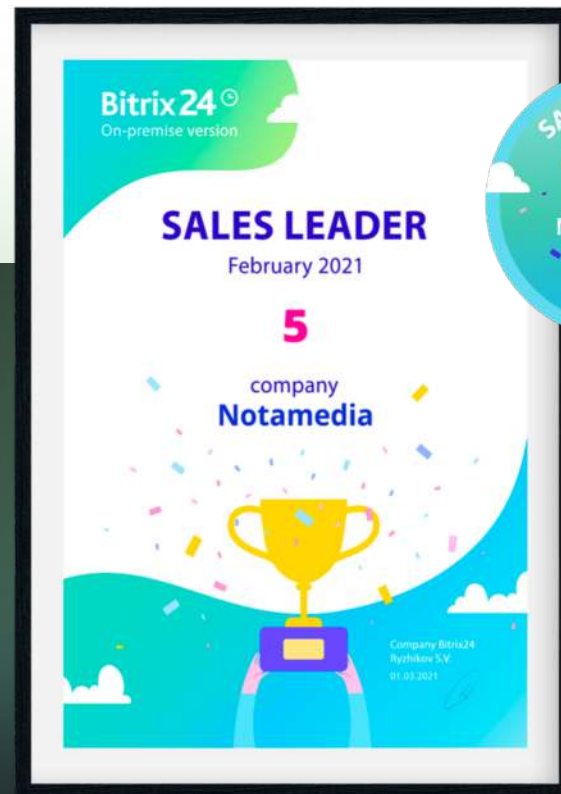 Bitrix24
On-premise version
SALES LEADER
February 2021
5
company
Notamedia
Company Bitrix24
Ryzhikov S.V.
01.03.2021